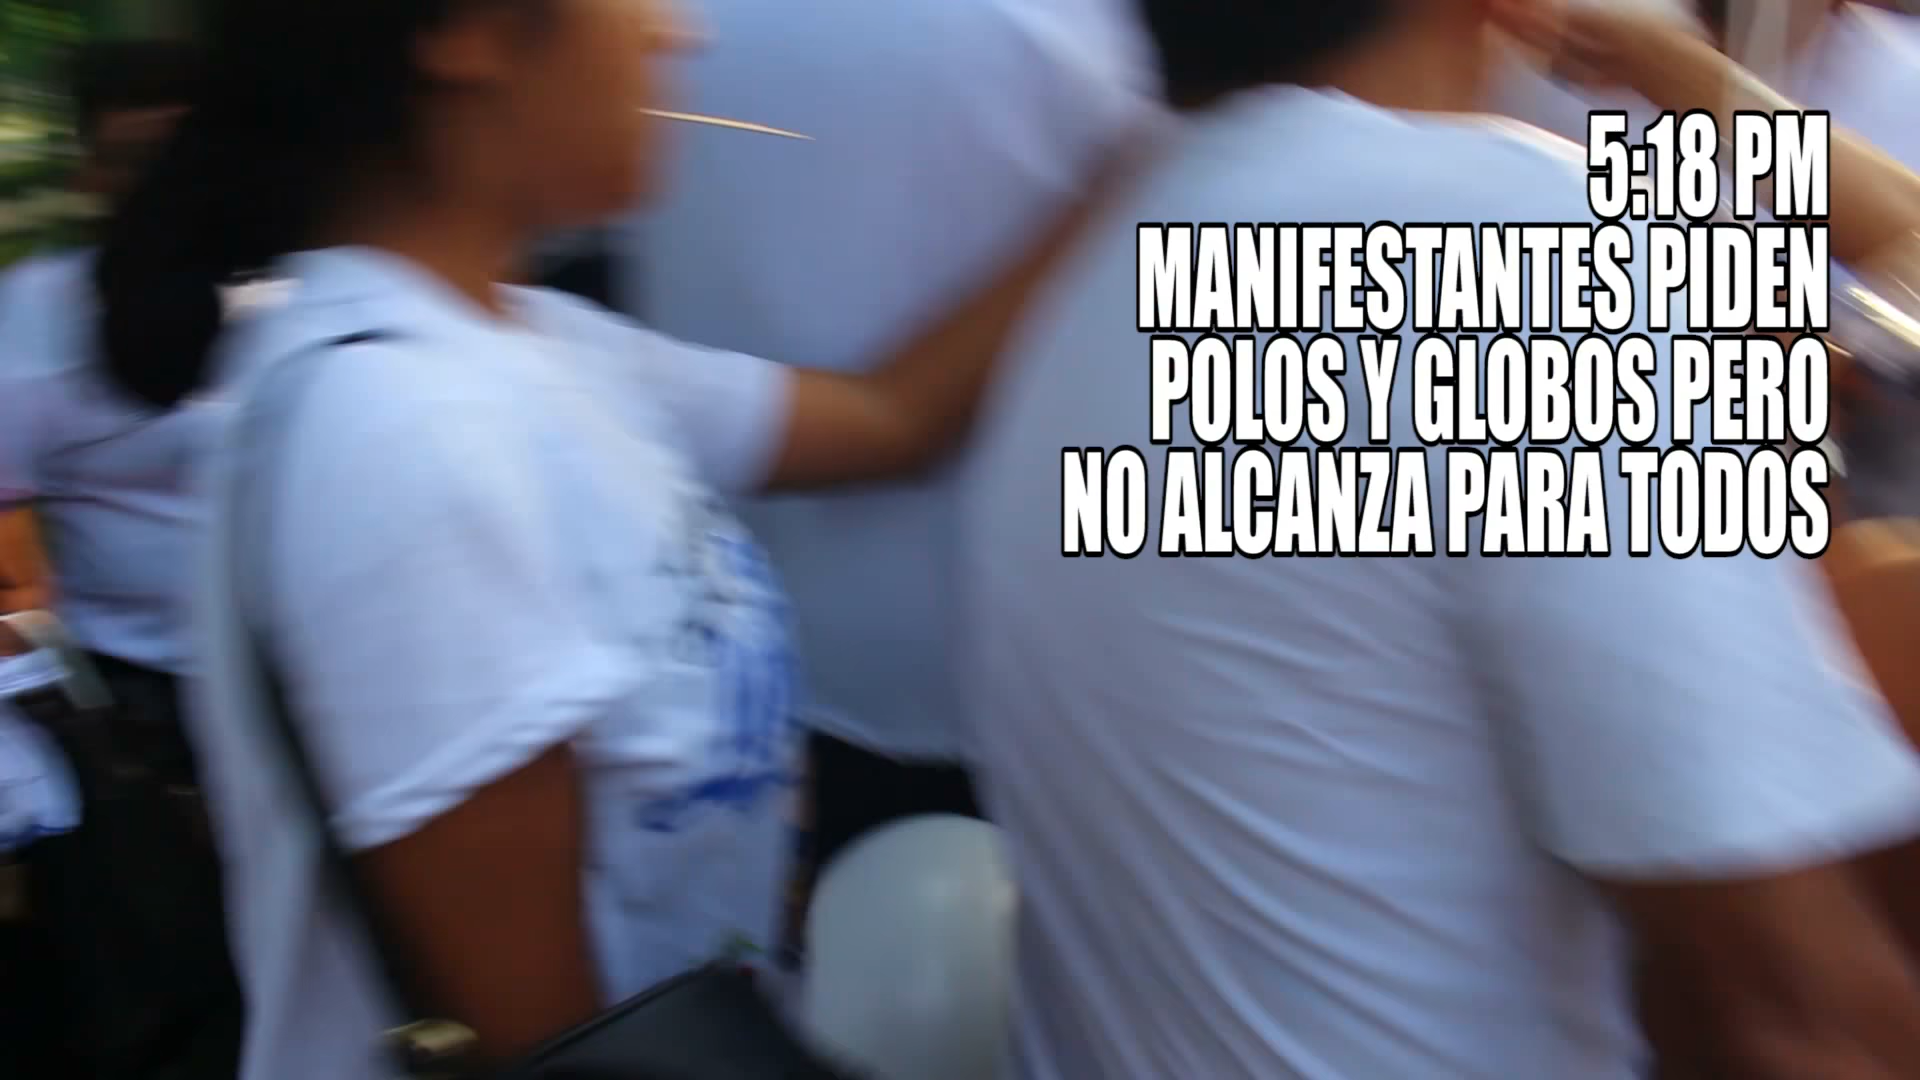 5:18 PM
MANIFESTANTES PIDEN
POLOS Y GLOBOS PERO
NO ALCANZA PARA TODOS